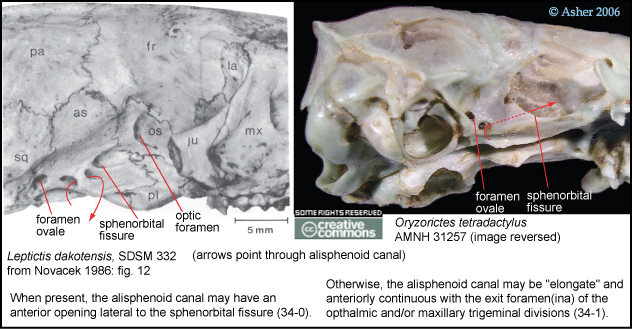 © Asher 2006
pa
fr
la
as
os
ju
mx
sq
pl
foramen
ovale
sphenorbital
fissure
optic
foramen
5 mm
foramen
ovale
sphenorbital
fissure
SOME RIGHTS RESERVED
cc creative
commons
Leptictis dakotensis, SDSM 332
from Novacek 1986: fig. 12
(arrows point through alisphenoid canal)
Oryzorictes tetradactylus
AMNH 31257 (image reversed)
When present, the alisphenoid canal may have an
anterior opening lateral to the sphenorbital fissure (34-0).
Otherwise, the alisphenoid canal may be "elongate" and
anteriorly continuous with the exit foramen(ina) of the
opthalmic and/or maxillary trigeminal divisions (34-1).